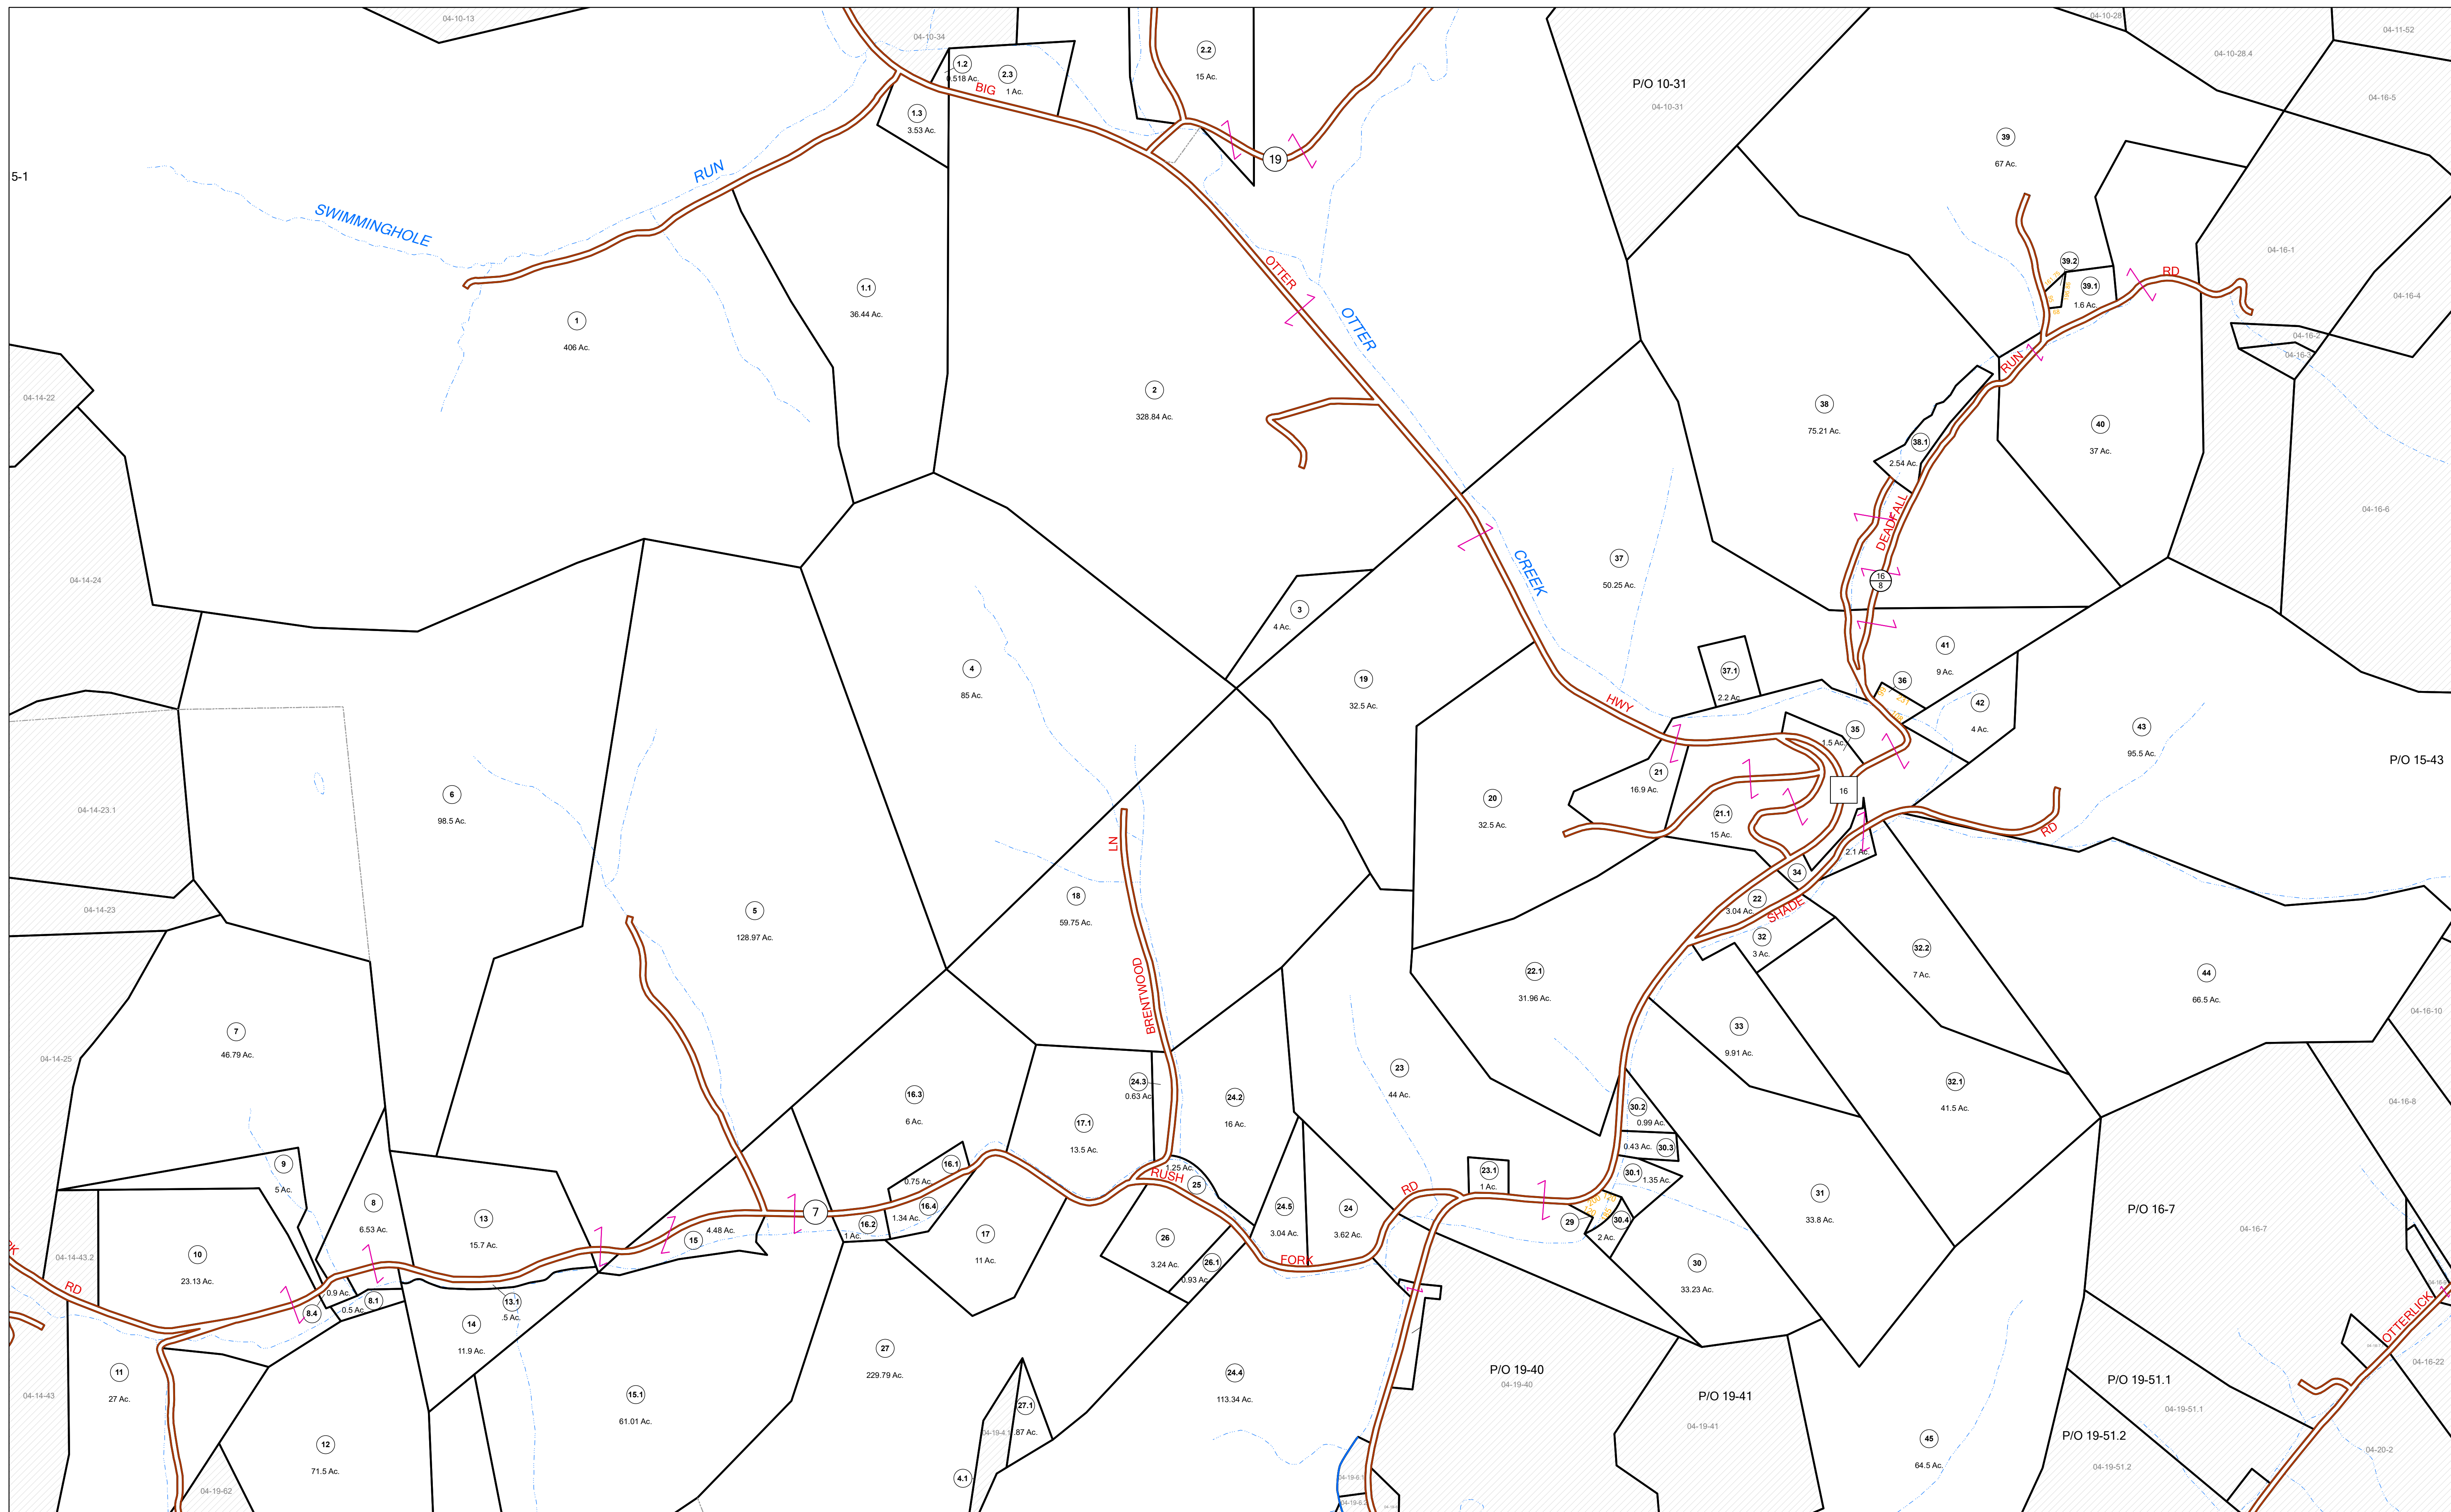 04-10-13
04-10-34
04-10-28
04-11-52
04-10-28.4
04-16-5
1.2
0.518 Ac.
2.3
1 Ac.
BIG
2.2
15 Ac.
P/O 10-31
04-10-31
1.3
3.53 Ac.
39
67 Ac.
19
5-1
RUN
SWIMMINGHOLE
04-16-1
39.2
39.1
1.6 Ac.
RD
OTTER
04-16-4
1.1
36.44 Ac.
1
406 Ac.
OTTER
04-16-2
04-16-3
RUN
04-14-22
2
328.84 Ac.
38
75.21 Ac.
40
37 Ac.
38.1
2.54 Ac.
DEADFALL
04-16-6
CREEK
37
50.25 Ac.
16
8
04-14-24
3
4 Ac.
41
9 Ac.
4
85 Ac.
19
32.5 Ac.
37.1
2.2 Ac.
36
HWY
42
4 Ac.
35
1.5 Ac.
43
95.5 Ac.
P/O 15-43
21
16.9 Ac.
16
6
98.5 Ac.
20
32.5 Ac.
21.1
15 Ac.
04-14-23.1
RD
LN
2.1 Ac.
34
04-14-23
5
128.97 Ac.
18
59.75 Ac.
22
3.04 Ac.
SHADE
32
3 Ac.
32.2
7 Ac.
22.1
31.96 Ac.
44
66.5 Ac.
BRENTWOOD
04-16-10
7
46.79 Ac.
33
9.91 Ac.
04-14-25
23
44 Ac.
24.3
0.63 Ac.
16.3
6 Ac.
24.2
16 Ac.
32.1
41.5 Ac.
04-16-8
30.2
0.99 Ac.
17.1
13.5 Ac.
0.43 Ac.
30.3
9
5 Ac.
16.1
0.75 Ac.
1.25 Ac.
RUSH
25
23.1
1 Ac.
30.1
1.35 Ac.
RD
31
33.8 Ac.
8
6.53 Ac.
13
15.7 Ac.
7
16.4
1.34 Ac.
16.2
1 Ac.
15
4.48 Ac.
24.5
3.04 Ac.
24
3.62 Ac.
29
30.4
2 Ac.
P/O 16-7
04-16-7
17
11 Ac.
26
3.24 Ac.
26.1
0.93 Ac.
FORK
04-14-43.2
10
23.13 Ac.
30
33.23 Ac.
RD
0.9 Ac.
8.4
0.5 Ac.
8.1
13.1
.5 Ac.
14
11.9 Ac.
OTTERLICK
04-16-22
27
229.79 Ac.
11
27 Ac.
24.4
113.34 Ac.
P/O 19-40
04-19-40
P/O 19-41
04-19-41
P/O 19-51.1
04-19-51.1
04-14-43
15.1
61.01 Ac.
27.1
.87 Ac.
P/O 19-51.2
04-19-51.2
45
64.5 Ac.
04-20-2
12
71.5 Ac.
4.1
04-19-62